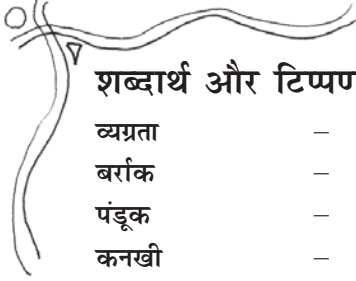 शब्दार्थ और टिप्पण
व्यग्रता –
बर्राक –
पंडूक –
कनखी –